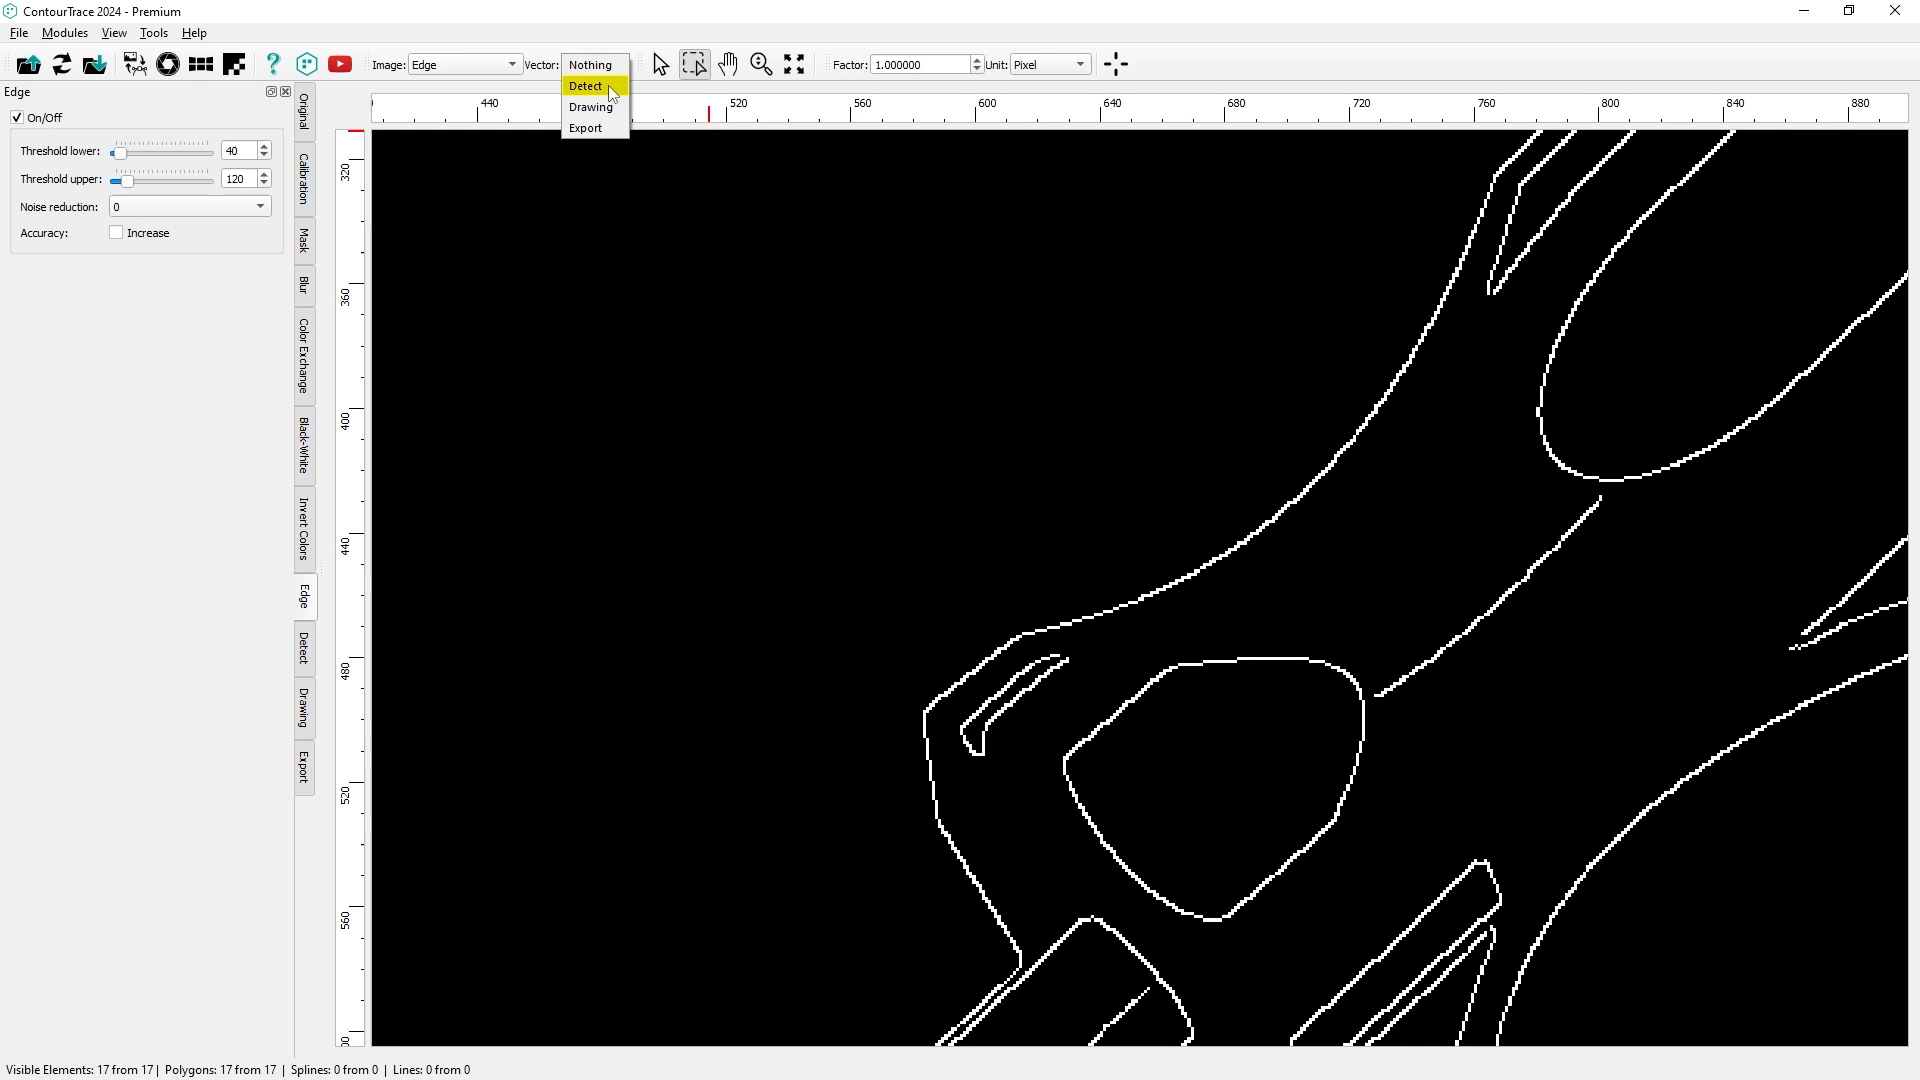 ContourTrace 2024 - Premium
File Modules View Tools Help
Image: Edge Vector: Nothing Factor: 1.000000 Unit: Pixel
Detect
Drawing
Export
Edge
On/Off
Threshold lower: 40
Threshold upper: 120
Noise reduction: 0
Accuracy: Increase
Original
Calibration
Mask
Blur
Color Exchange
Black-White
Invert Colors
Edge
Detect
Drawing
Export
440 520 560 600 640 680 720 760 800 840 880
320
360
400
440
480
520
560
00
Visible Elements: 17 from 17 | Polygons: 17 from 17 | Splines: 0 from 0 | Lines: 0 from 0